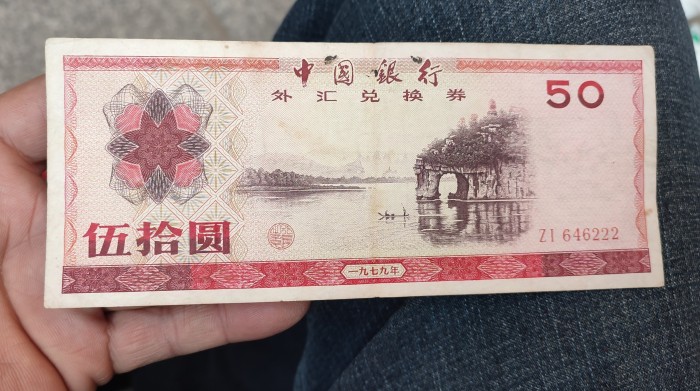 中国银行
外汇兑换券
50
伍拾圆
ZI 646222
一九七九年